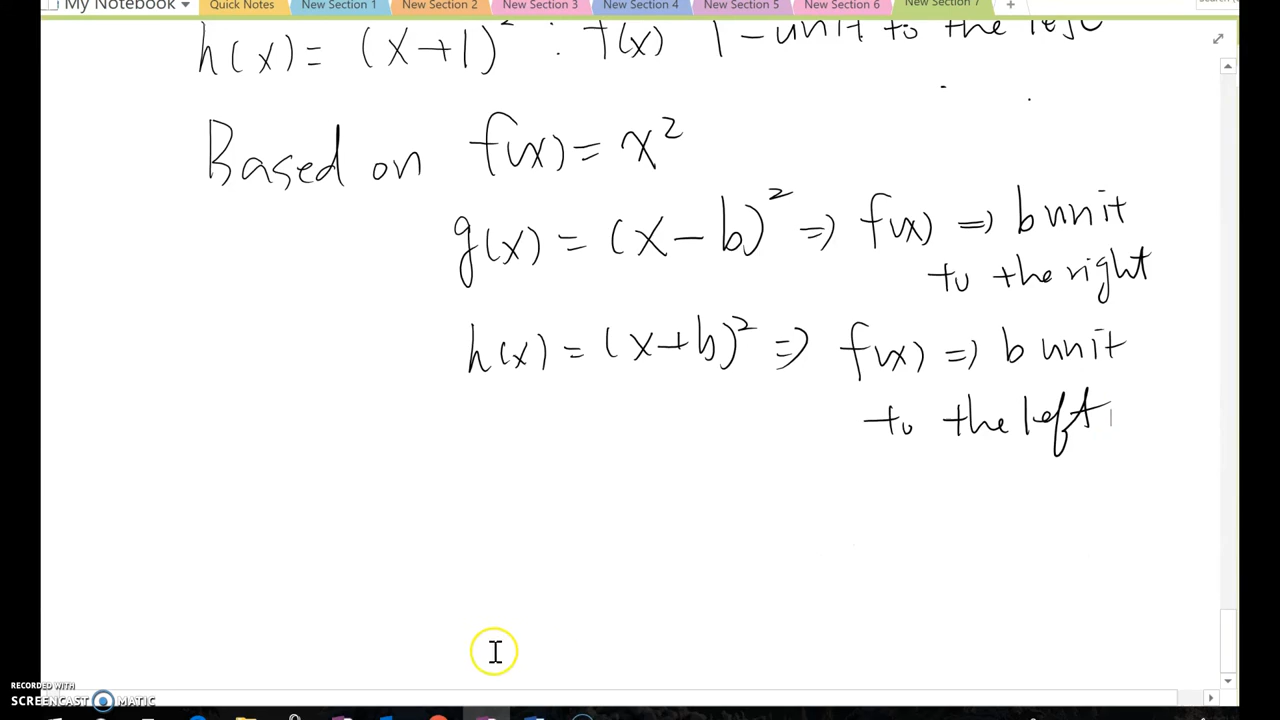 My Notebook
Quick Notes
New Section 1
New Section 2
New Section 3
New Section 4
New Section 5
New Section 6
New Section 7
+
h(x) = (x+1)² : f(x) 1-unit to the left
Based on f(x) = x²
g(x) = (x - b)² ⇒ f(x) ⇒ b unit
to the right
h(x) = (x+b)² ⇒ f(x) ⇒ b unit
to the left
RECORDED WITH
SCREENCAST MATIC